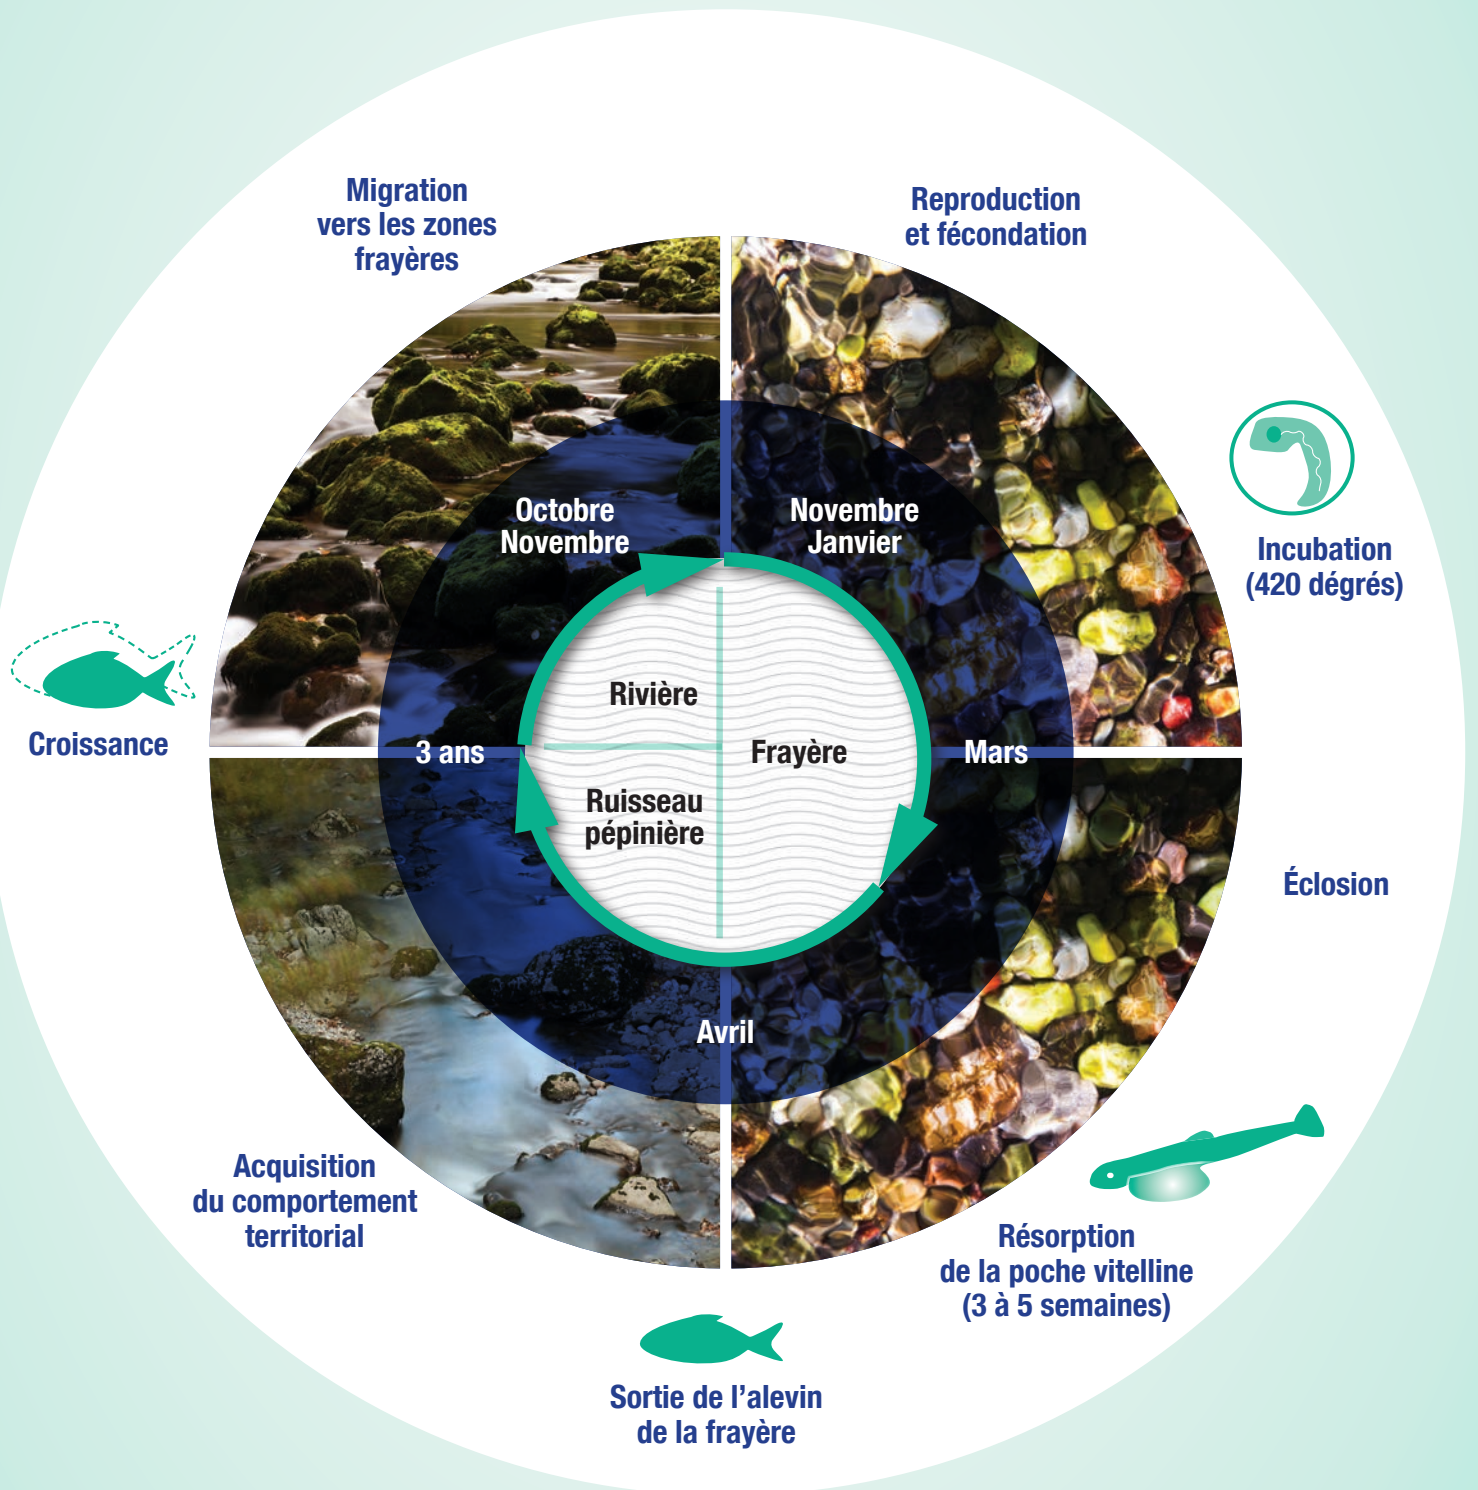 Migration
vers les zones
frayères
Reproduction
et fécondation
Incubation
(420 dégrés)
Éclosion
Résorption
de la poche vitelline
(3 à 5 semaines)
Sortie de l’alevin
de la frayère
Acquisition
du comportement
territorial
Croissance
Octobre
Novembre
Novembre
Janvier
Mars
Avril
3 ans
Rivière
Frayère
Ruisseau
pépinière